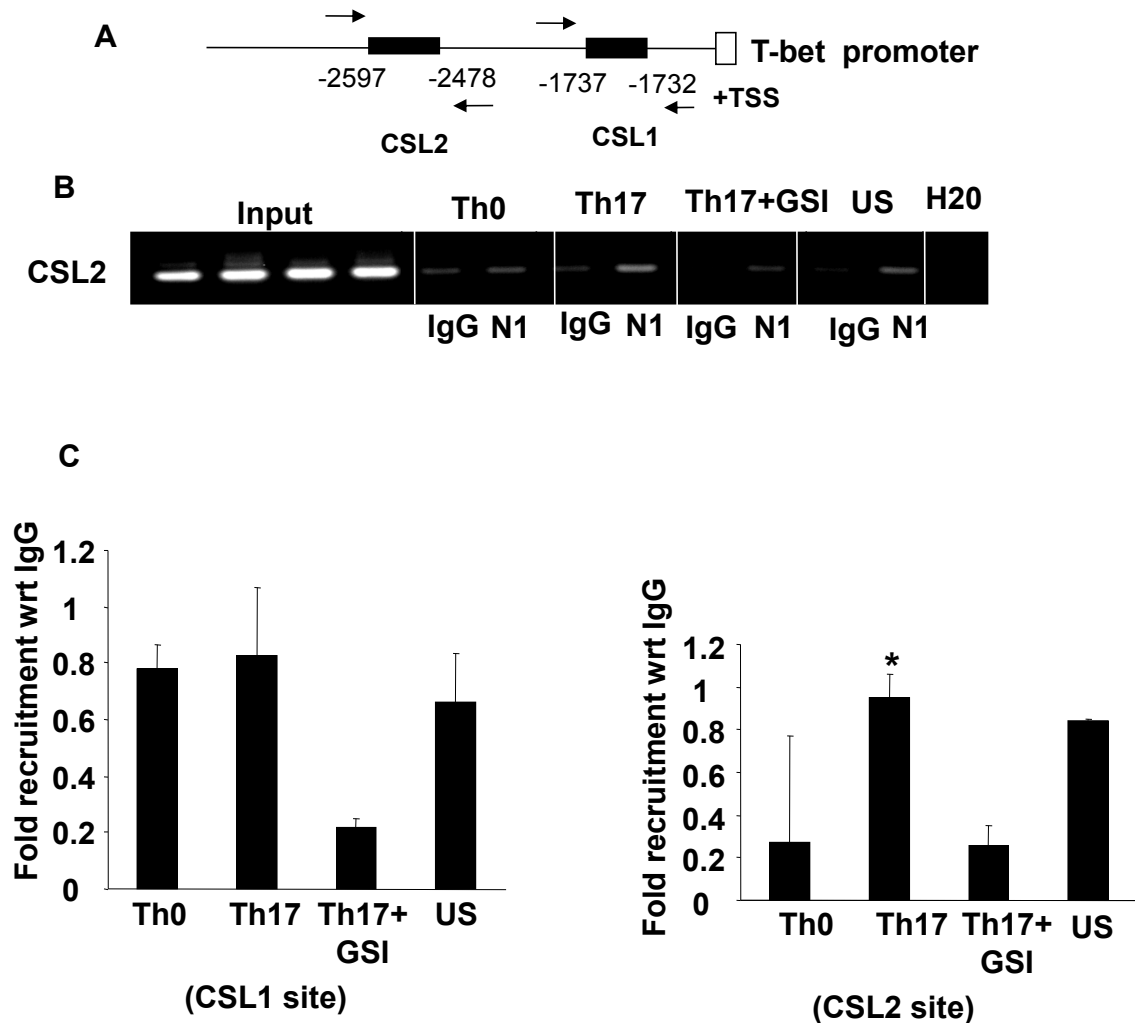 A
T-bet promoter
-2597 -2478 -1737 -1732 +TSS
CSL2 CSL1
B
Input Th0 Th17 Th17+GSI US H20
CSL2
IgG N1 IgG N1 IgG N1 IgG N1
C
Fold recruitment wrt IgG
1.2
1
0.8
0.6
0.4
0.2
0
Th0 Th17 Th17+ US
GSI
(CSL1 site)
Fold recruitment wrt IgG
1.2
1
0.8
0.6
0.4
0.2
0
*
Th0 Th17 Th17+ US
GSI
(CSL2 site)